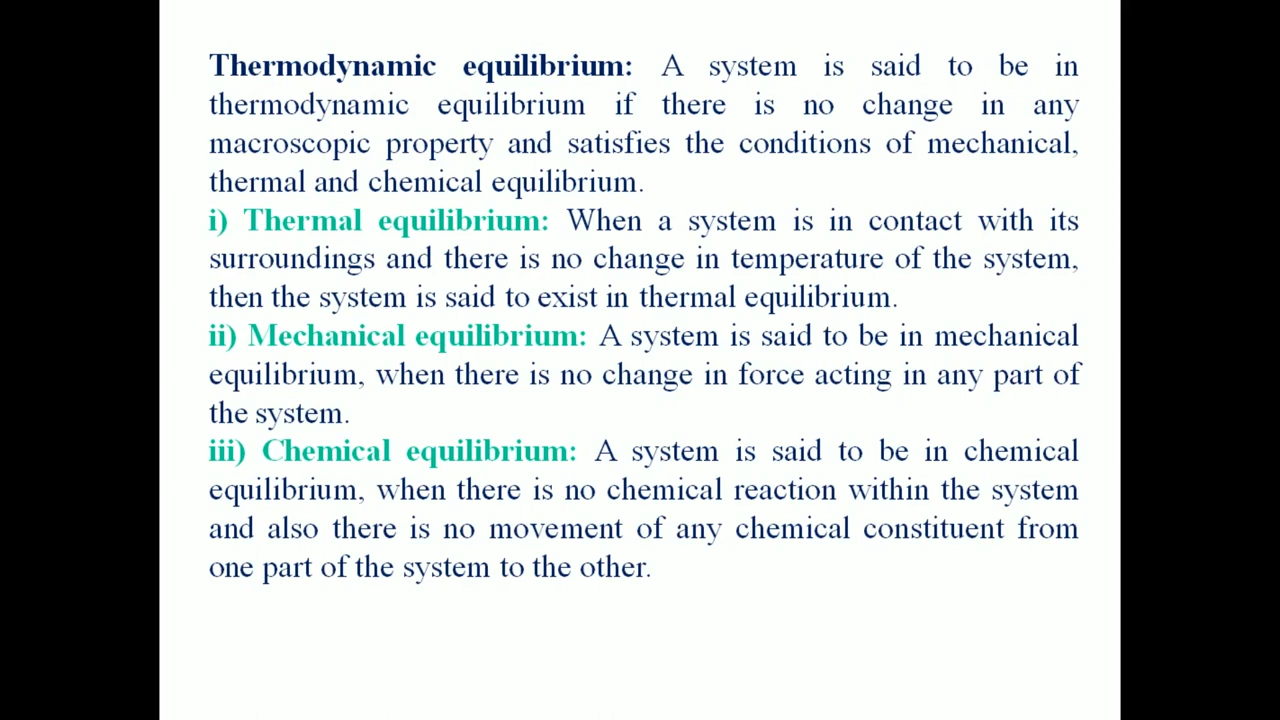 Thermodynamic equilibrium: A system is said to be in
thermodynamic equilibrium if there is no change in any
macroscopic property and satisfies the conditions of mechanical,
thermal and chemical equilibrium.
i) Thermal equilibrium: When a system is in contact with its
surroundings and there is no change in temperature of the system,
then the system is said to exist in thermal equilibrium.
ii) Mechanical equilibrium: A system is said to be in mechanical
equilibrium, when there is no change in force acting in any part of
the system.
iii) Chemical equilibrium: A system is said to be in chemical
equilibrium, when there is no chemical reaction within the system
and also there is no movement of any chemical constituent from
one part of the system to the other.